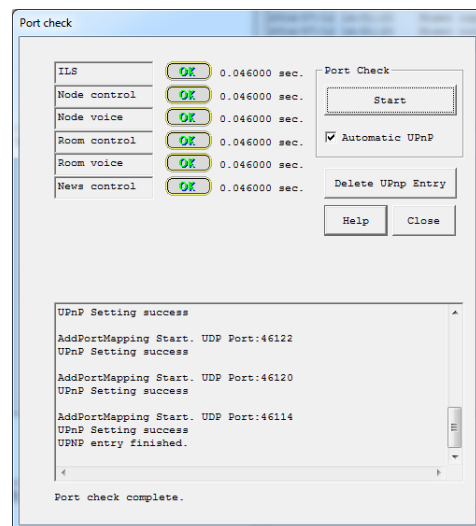 Port check
ILS OK 0.046000 sec.
Node control OK 0.046000 sec.
Node voice OK 0.046000 sec.
Room control OK 0.046000 sec.
Room voice OK 0.046000 sec.
News control OK 0.046000 sec.
Port Check
Start
Automatic UPnP
Delete UPnp Entry
Help Close
UPnP Setting success
AddPortMapping Start. UDP Port:46122
UPnP Setting success
AddPortMapping Start. UDP Port:46120
UPnP Setting success
AddPortMapping Start. UDP Port:46114
UPnP Setting success
UPNP entry finished.
Port check complete.